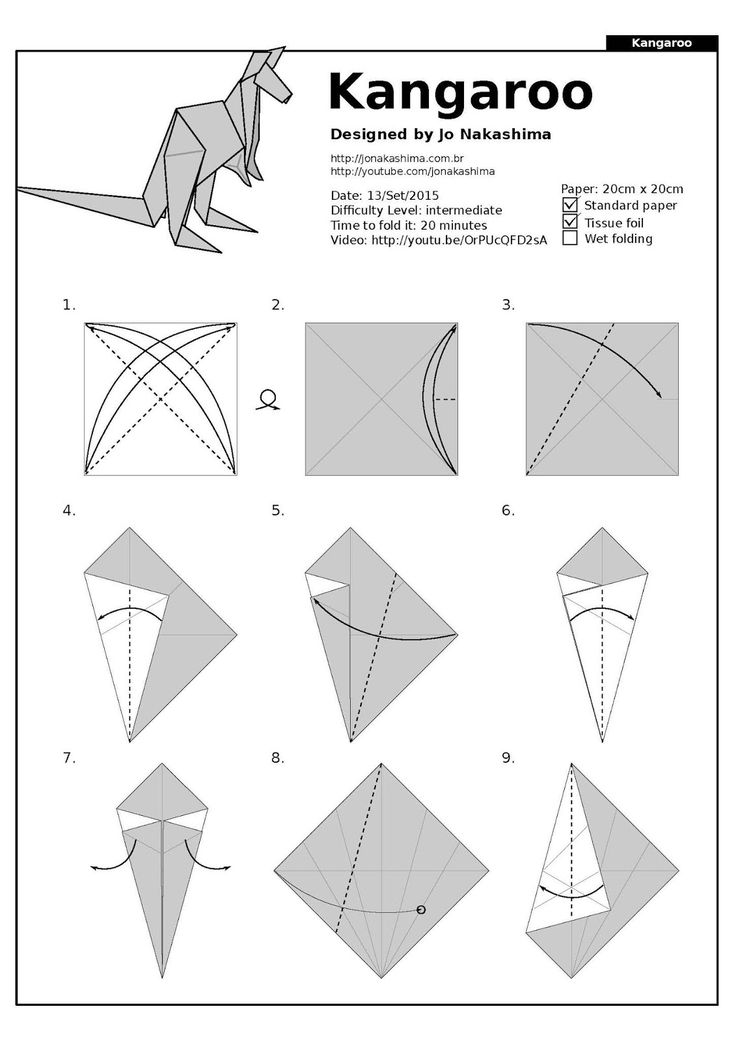 Kangaroo
Kangaroo
Designed by Jo Nakashima
http://jonakashima.com.br
http://youtube.com/jonakashima
Date: 13/Set/2015
Difficulty Level: intermediate
Time to fold it: 20 minutes
Video: http://youtu.be/OrPUcQFD2sA
Paper: 20cm x 20cm
Standard paper
Tissue foil
Wet folding
1.
2.
3.
4.
5.
6.
7.
8.
9.